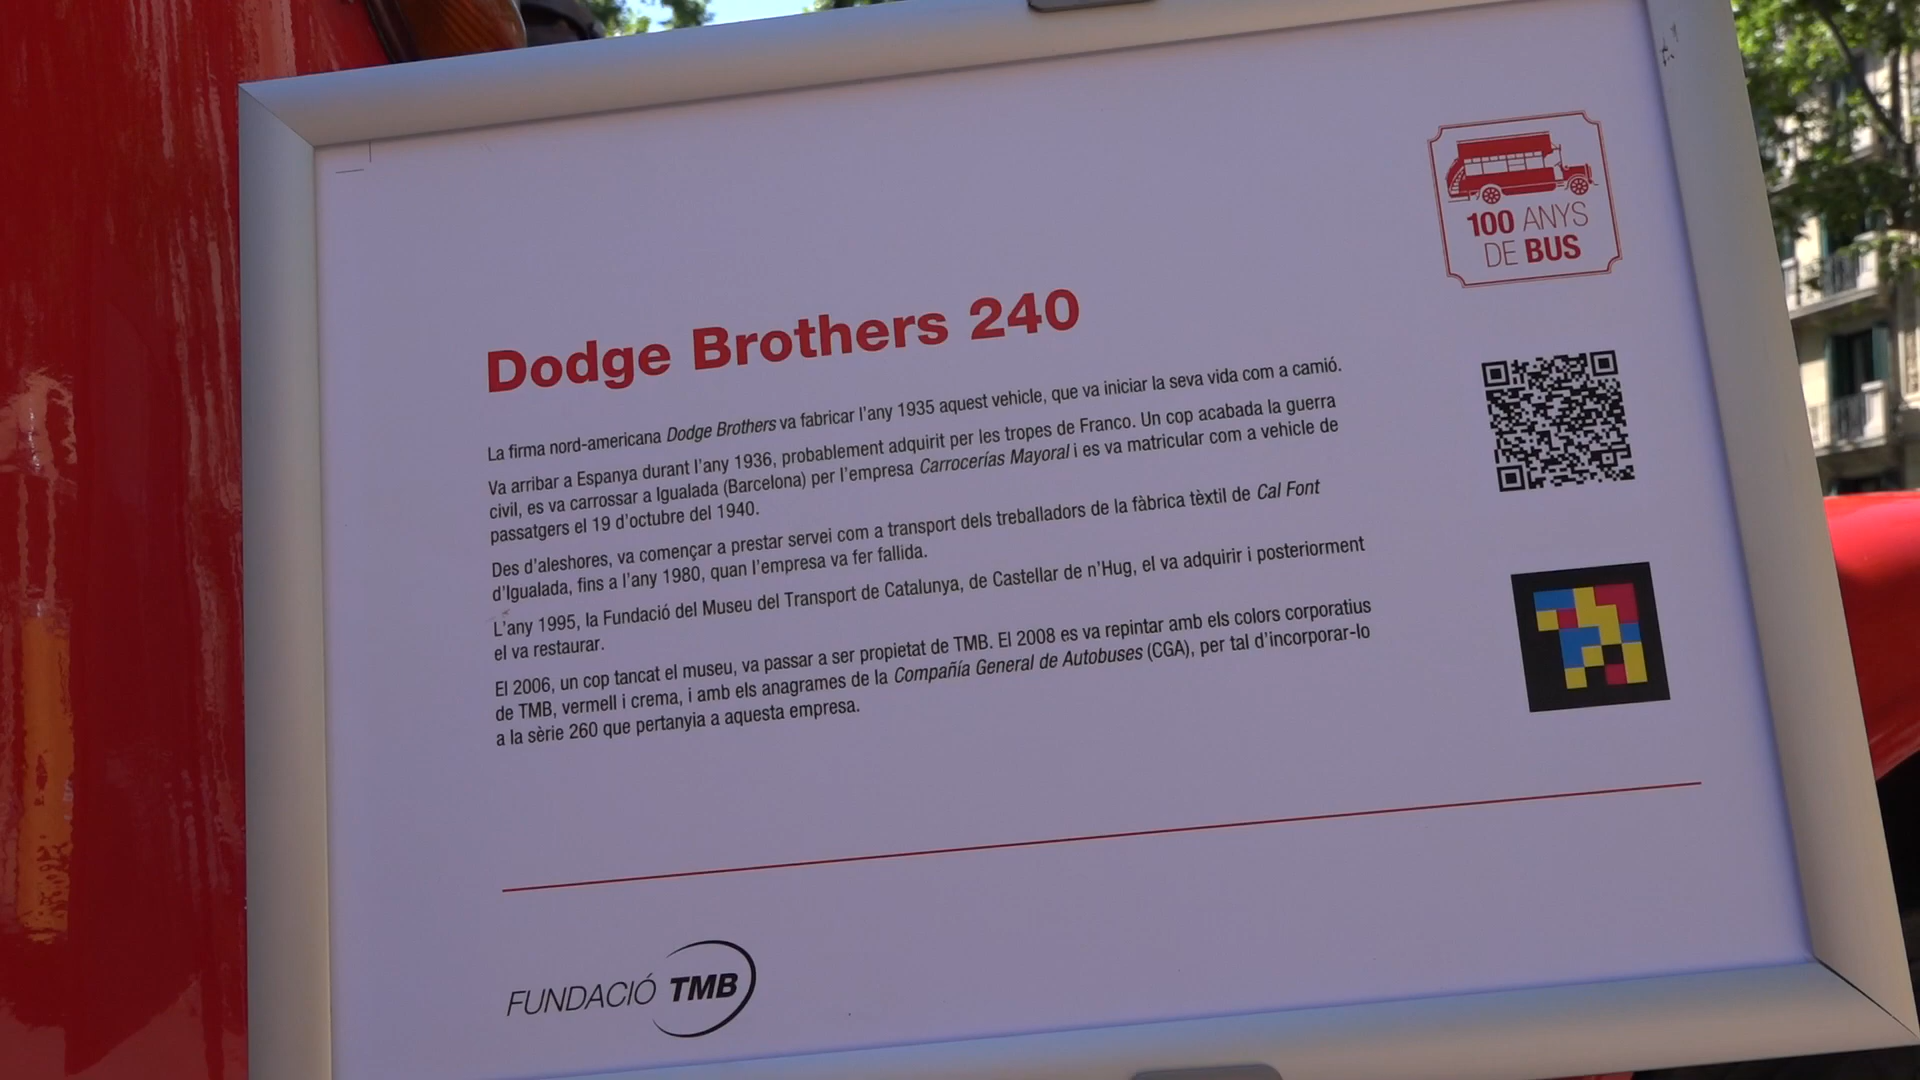 100 ANYS
DE BUS
Dodge Brothers 240
La firma nord-americana Dodge Brothers va fabricar l'any 1935 aquest vehicle, que va iniciar la seva vida com a camió.
Va arribar a Espanya durant l'any 1936, probablement adquirit per les tropes de Franco. Un cop acabada la guerra
civil, es va carrossar a Igualada (Barcelona) per l'empresa Carrocerías Mayoral i es va matricular com a vehicle de
passatgers el 19 d'octubre del 1940.
Des d'aleshores, va començar a prestar servei com a transport dels treballadors de la fàbrica tèxtil de Cal Font
d'Igualada, fins a l'any 1980, quan l'empresa va fer fallida.
L'any 1995, la Fundació del Museu del Transport de Catalunya, de Castellar de n'Hug, el va adquirir i posteriorment
el va restaurar.
El 2006, un cop tancat el museu, va passar a ser propietat de TMB. El 2008 es va repintar amb els colors corporatius
de TMB, vermell i crema, i amb els anagrames de la Compañía General de Autobuses (CGA), per tal d'incorporar-lo
a la sèrie 260 que pertanyia a aquesta empresa.
FUNDACIÓ TMB